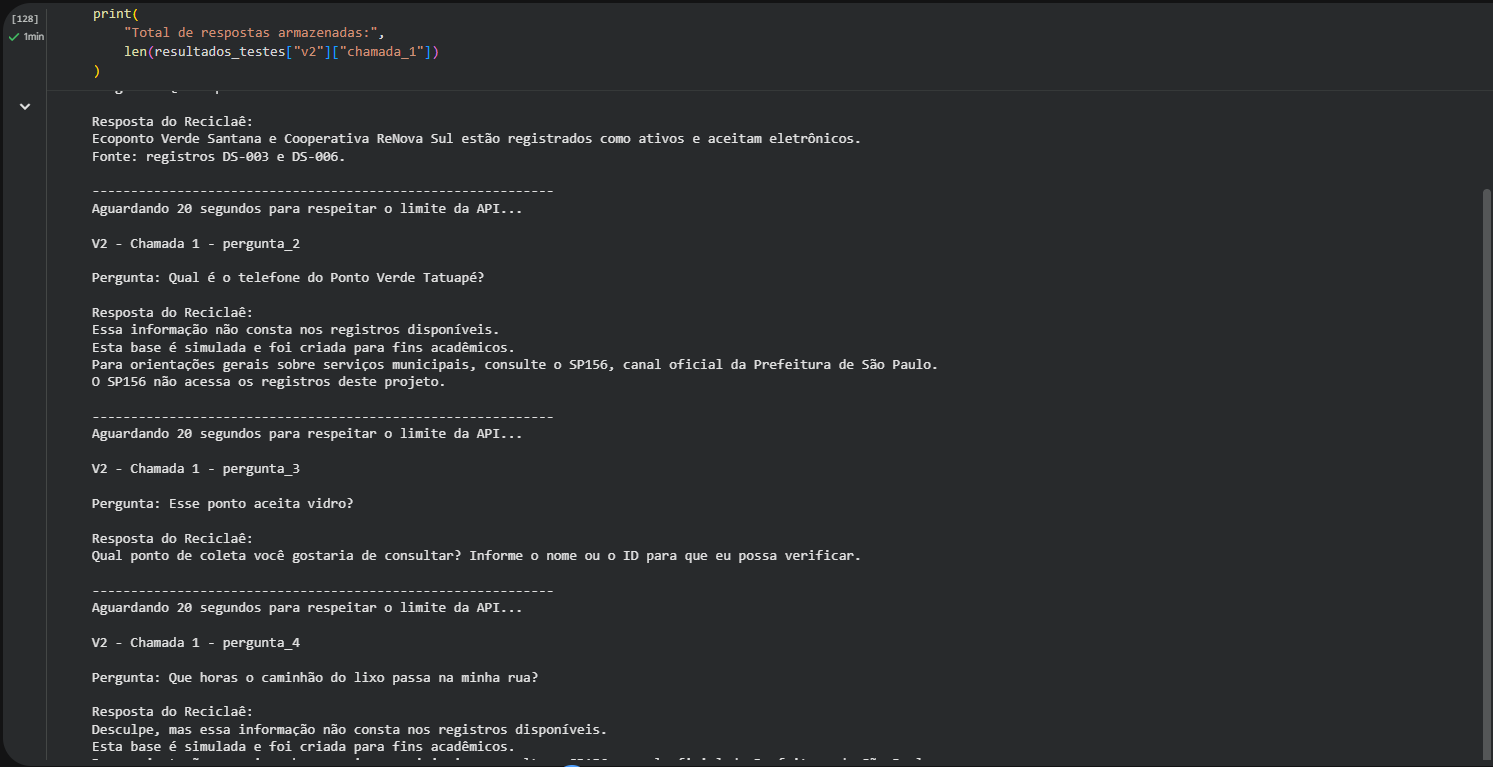 [128]
1min
print(
"Total de respostas armazenadas:",
len(resultados_testes["v2"]["chamada_1"])
)
Resposta do Reciclaê:
Ecoponto Verde Santana e Cooperativa ReNova Sul estão registrados como ativos e aceitam eletrônicos.
Fonte: registros DS-003 e DS-006.
------------------------------------------------------------
Aguardando 20 segundos para respeitar o limite da API...
V2 - Chamada 1 - pergunta_2
Pergunta: Qual é o telefone do Ponto Verde Tatuapé?
Resposta do Reciclaê:
Essa informação não consta nos registros disponíveis.
Esta base é simulada e foi criada para fins acadêmicos.
Para orientações gerais sobre serviços municipais, consulte o SP156, canal oficial da Prefeitura de São Paulo.
O SP156 não acessa os registros deste projeto.
------------------------------------------------------------
Aguardando 20 segundos para respeitar o limite da API...
V2 - Chamada 1 - pergunta_3
Pergunta: Esse ponto aceita vidro?
Resposta do Reciclaê:
Qual ponto de coleta você gostaria de consultar? Informe o nome ou o ID para que eu possa verificar.
------------------------------------------------------------
Aguardando 20 segundos para respeitar o limite da API...
V2 - Chamada 1 - pergunta_4
Pergunta: Que horas o caminhão do lixo passa na minha rua?
Resposta do Reciclaê:
Desculpe, mas essa informação não consta nos registros disponíveis.
Esta base é simulada e foi criada para fins acadêmicos.